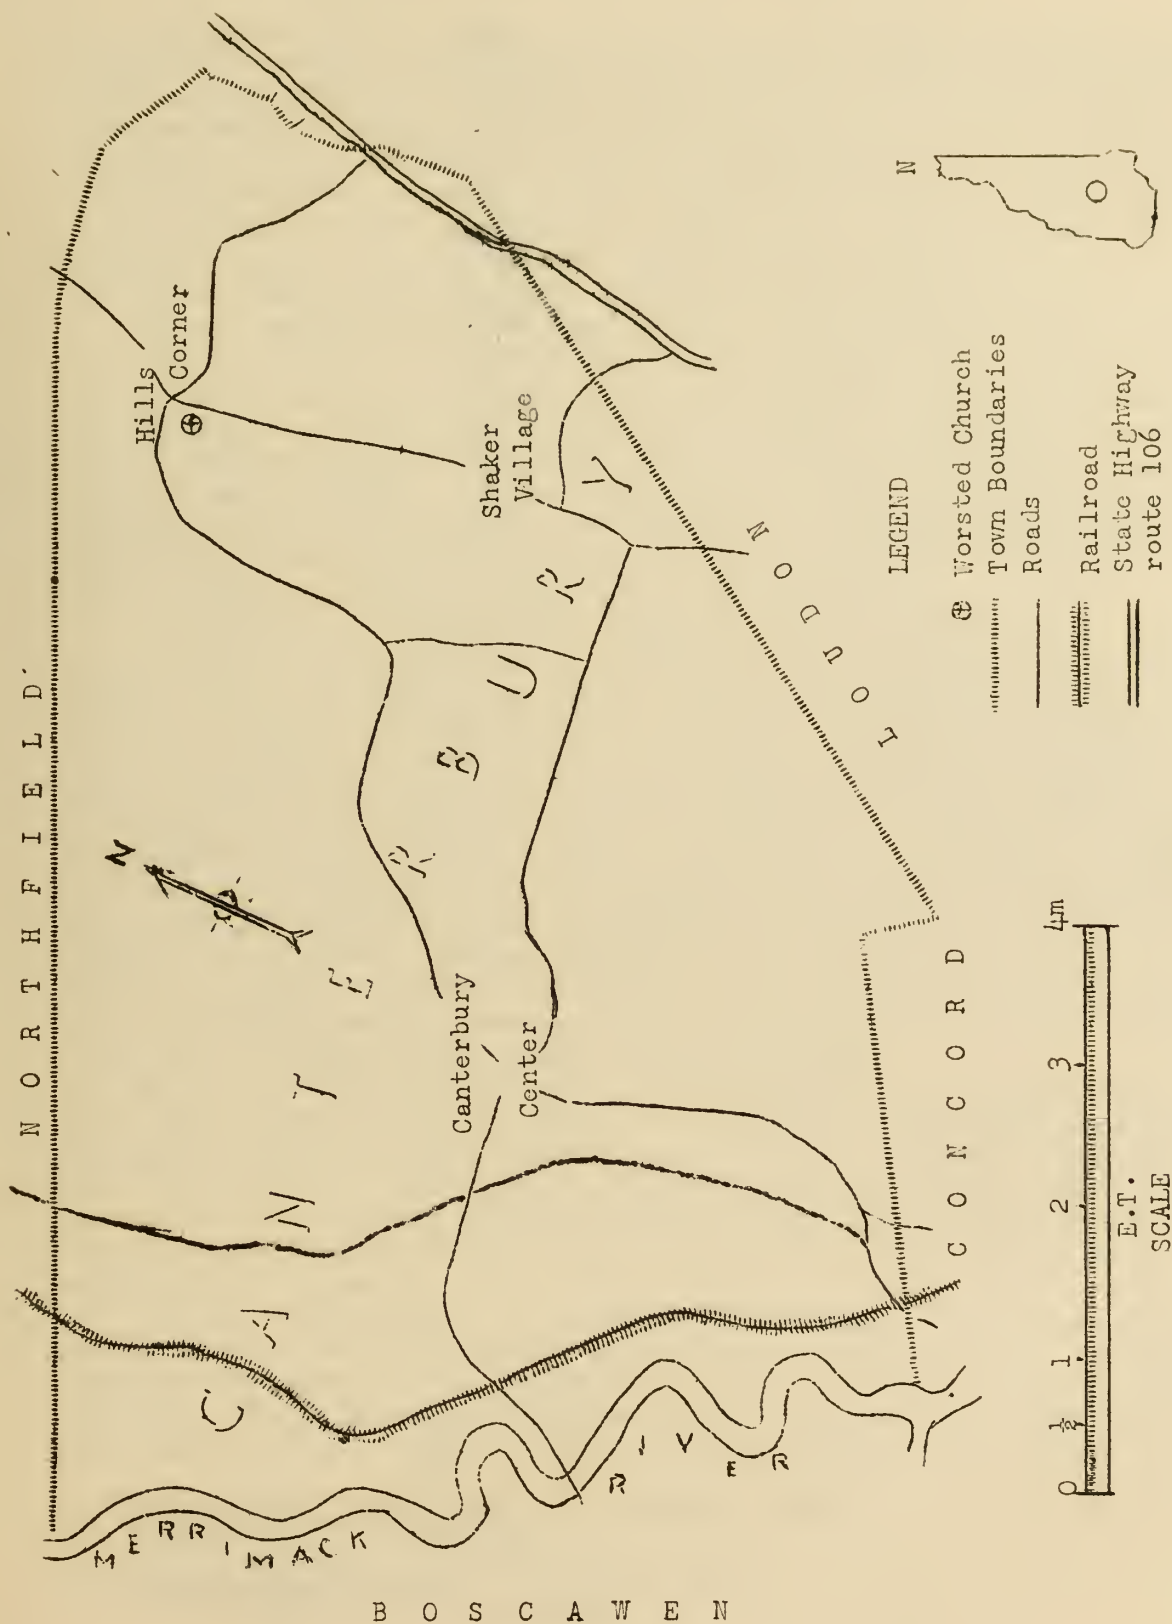 NORTHFIELD
N
Hills
Corner
Shaker
Village
CANTERBURY
Canterbury
Center
LOUDON
CONCORD
MERRIMACK RIVER
BOSCAWEN
N
LEGEND
Worsted Church
Town Boundaries
Roads
Railroad
State Highway
route 106
0 ½ 1 2 3 4m
E.T.
SCALE